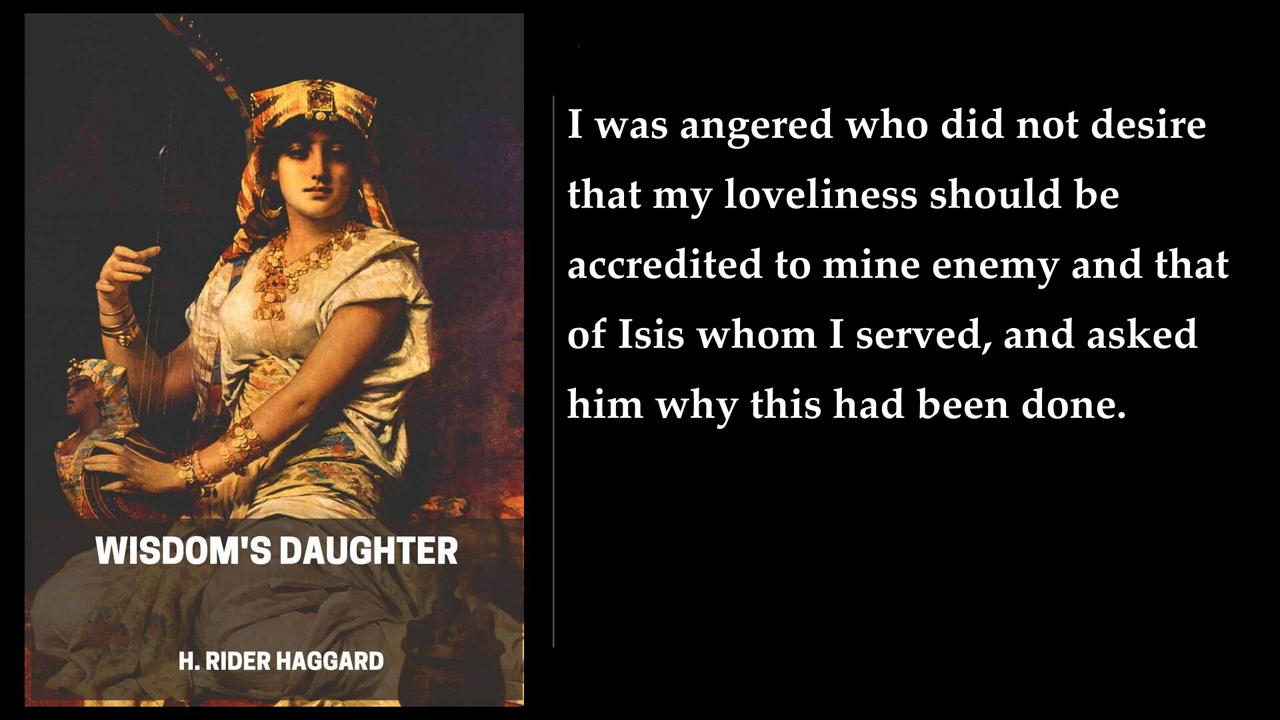 WISDOM'S DAUGHTER
H. RIDER HAGGARD
I was angered who did not desire
that my loveliness should be
accredited to mine enemy and that
of Isis whom I served, and asked
him why this had been done.